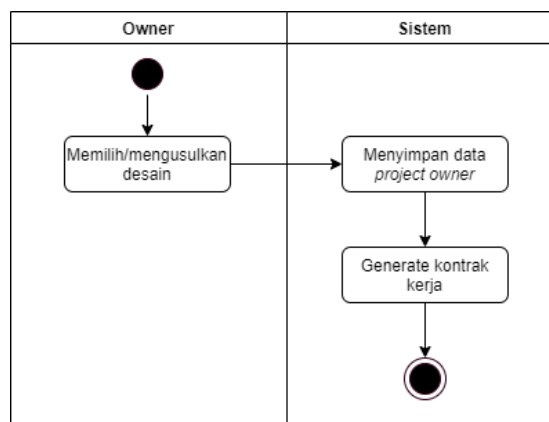 Owner
Sistem
Memilih/mengusulkan
desain
Menyimpan data
project owner
Generate kontrak
kerja